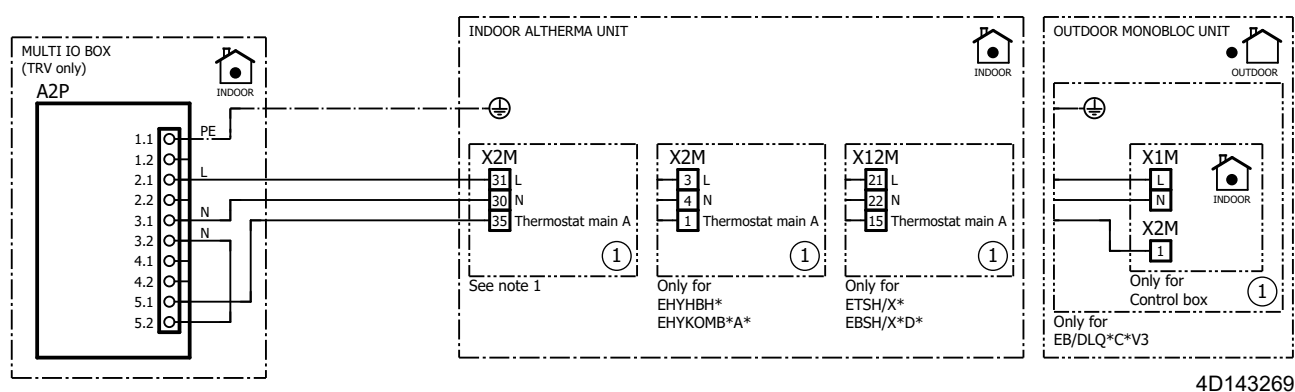 MULTI IO BOX
(TRV only)
INDOOR
A2P
1.1
PE
1.2
2.1
L
2.2
3.1
N
3.2
N
4.1
4.2
5.1
5.2
INDOOR ALTHERMA UNIT
INDOOR
X2M
31 L
30 N
35 Thermostat main A
1
See note 1
X2M
3 L
4 N
1 Thermostat main A
1
Only for
EHYHBH*
EHYKOMB*A*
X12M
21 L
22 N
15 Thermostat main A
1
Only for
ETSH/X*
EBSH/X*D*
OUTDOOR MONOBLOC UNIT
OUTDOOR
X1M
L
N
INDOOR
X2M
1
Only for
Control box
1
Only for
EB/DLQ*C*V3
4D143269